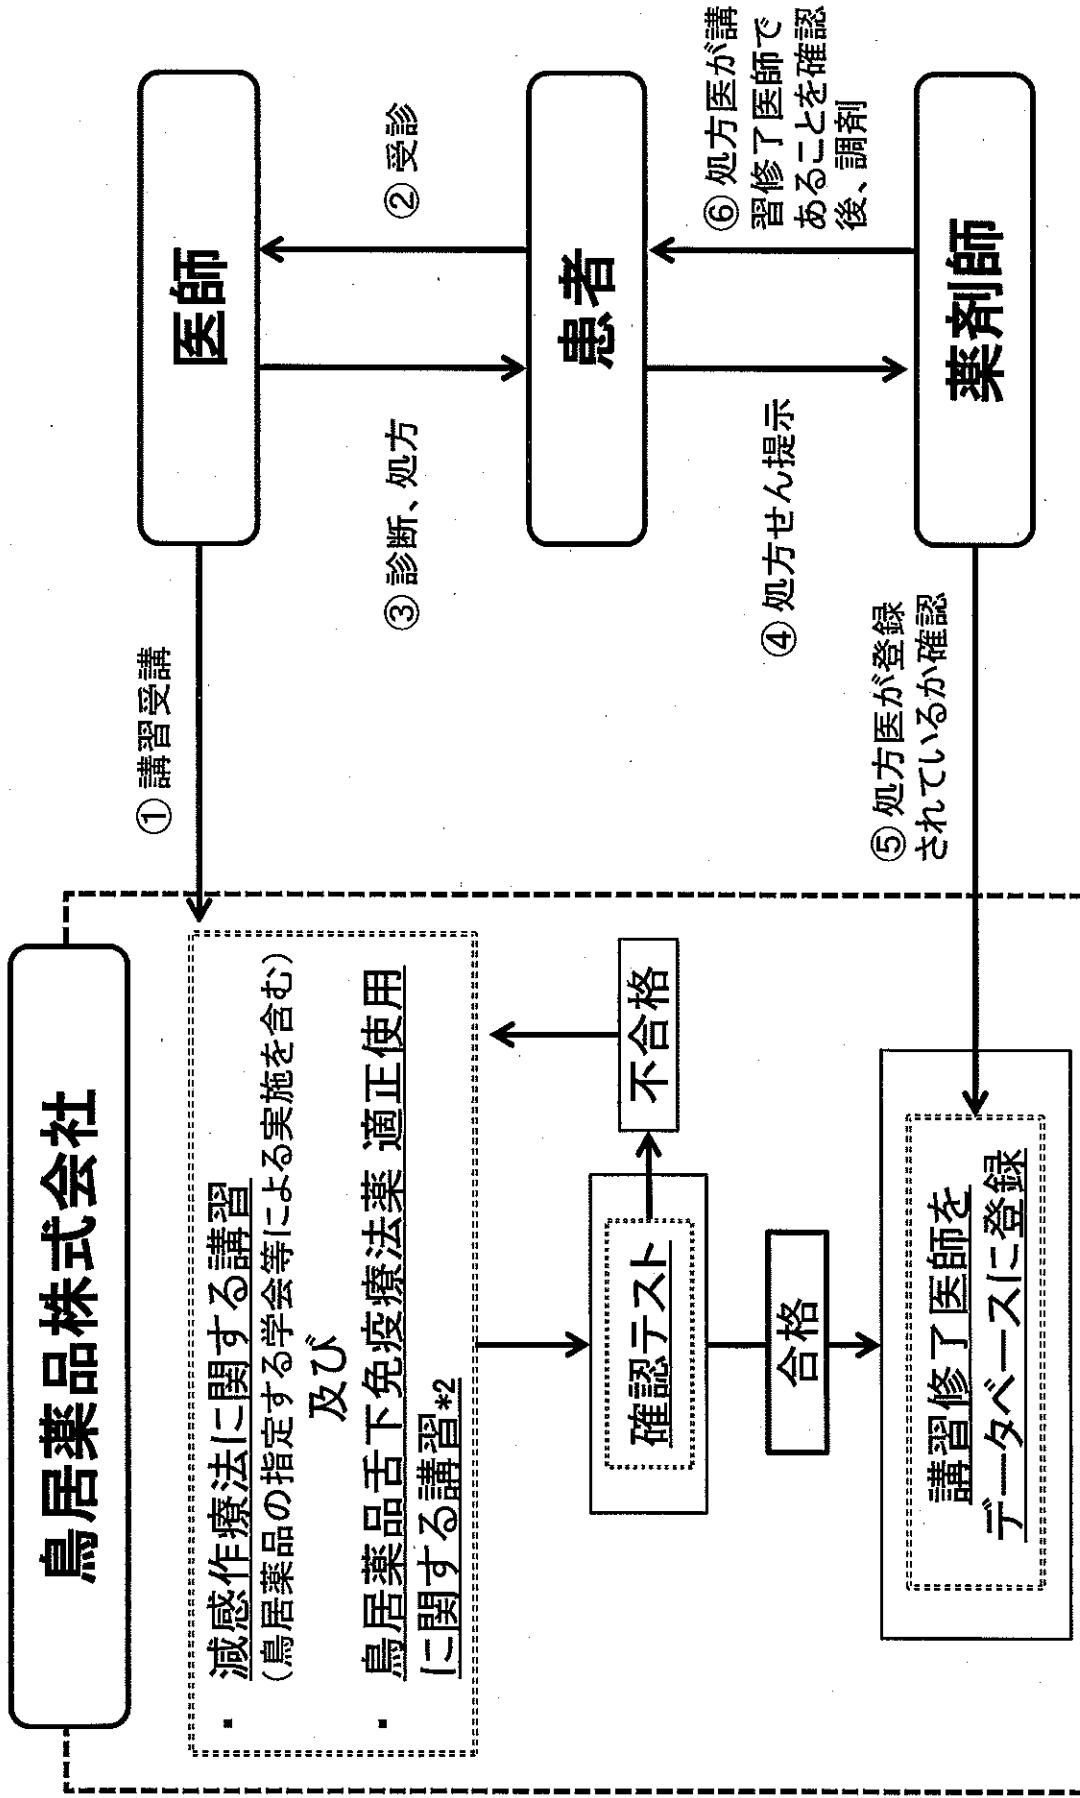 鳥居薬品株式会社
・ 減感作療法に関する講習
（鳥居薬品の指定する学会等による実施を含む）
及び
・ 鳥居薬品舌下免疫療法薬 適正使用
に関する講習*2
確認テスト
不合格
合格
講習修了医師を
データベースに登録
① 講習受講
医師
② 受診
③ 診断、処方
患者
④ 処方せん提示
⑤ 処方医が登録
されているか確認
⑥ 処方医が講
習修了医師で
あることを確認
後、調剤
薬剤師